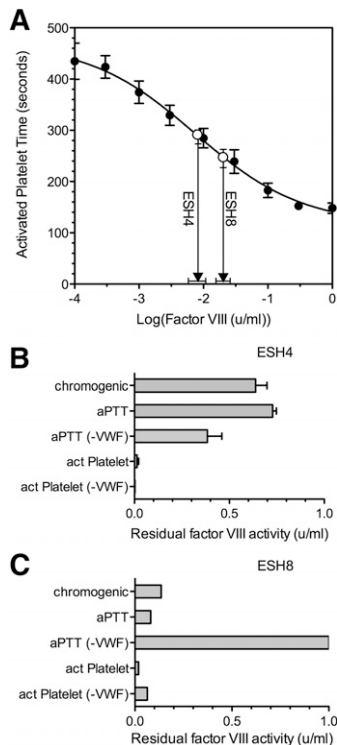 A
Activated Platelet Time (seconds)
500
400
300
200
100
0
ESH4
ESH8
-4
-3
-2
-1
0
Log(Factor VIII (u/ml))
B
ESH4
chromogenic
aPTT
aPTT (-VWF)
act Platelet
act Platelet (-VWF)
0.0
0.5
1.0
Residual factor VIII activity (u/ml)
C
ESH8
chromogenic
aPTT
aPTT (-VWF)
act Platelet
act Platelet (-VWF)
0.0
0.5
1.0
Residual factor VIII activity (u/ml)